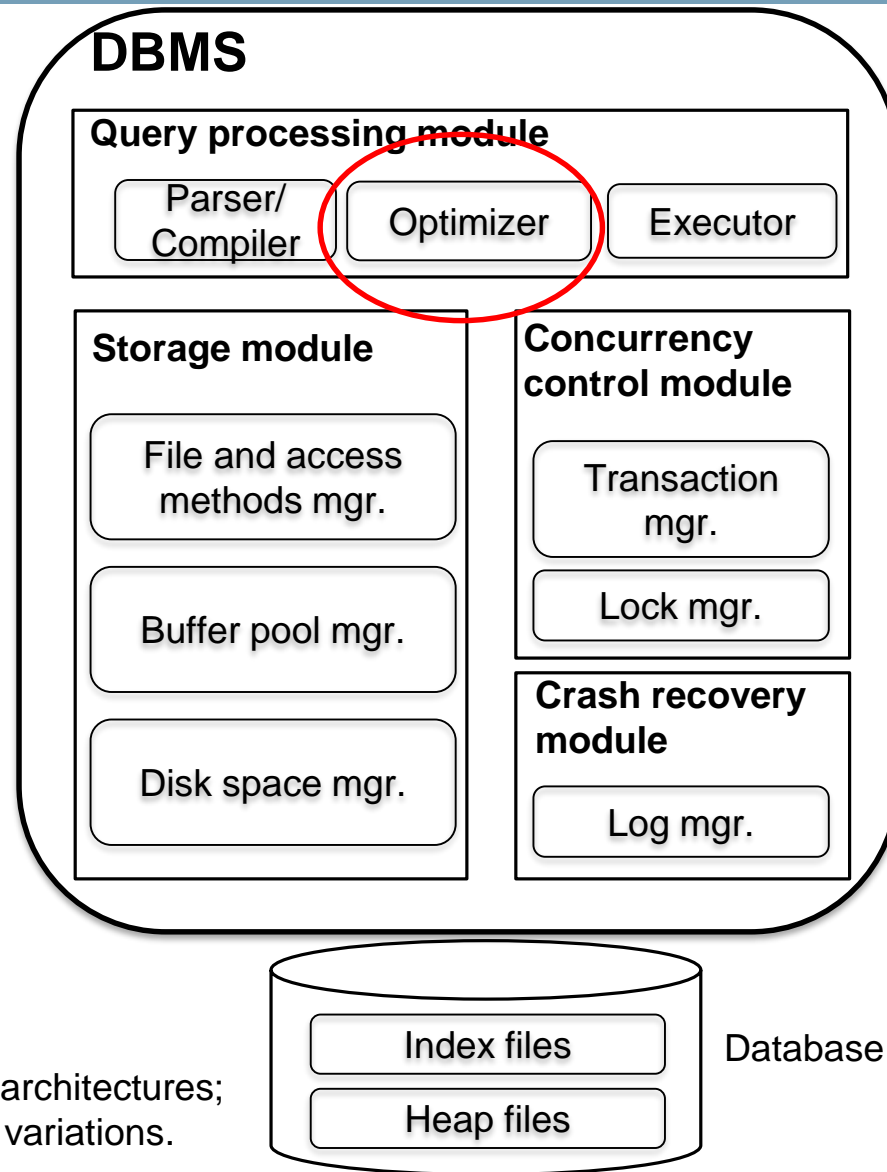 DBMS
Query processing module
Parser/
Compiler
Optimizer
Executor
Storage module
File and access
methods mgr.
Buffer pool mgr.
Disk space mgr.
Concurrency
control module
Transaction
mgr.
Lock mgr.
Crash recovery
module
Log mgr.
Index files
Heap files
Database
architectures;
variations.